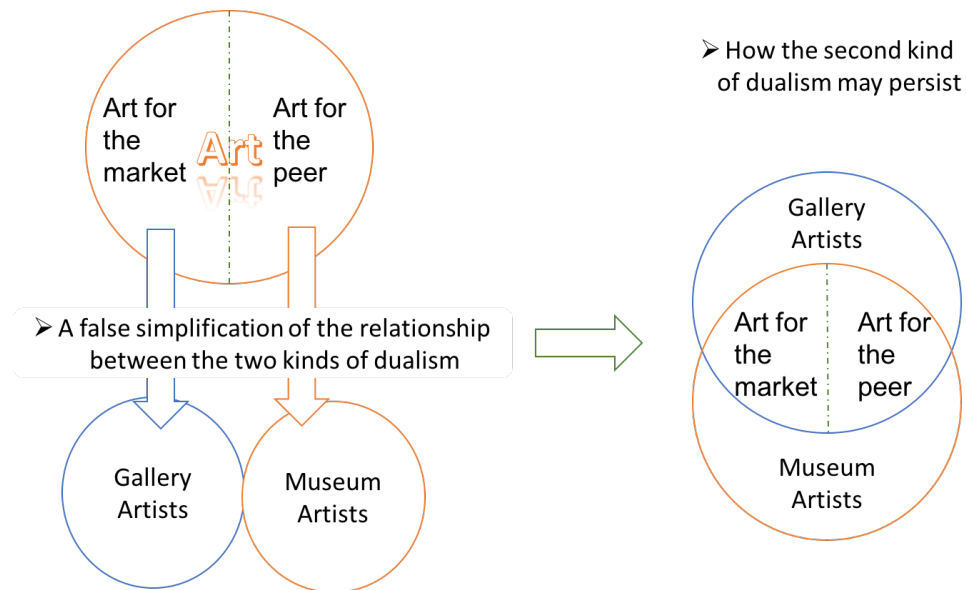 Art for
the
market
Art
Art for
the
peer
➢ A false simplification of the relationship
between the two kinds of dualism
Gallery
Artists
Museum
Artists
➢ How the second kind
of dualism may persist
Gallery
Artists
Art for
the
market
Art for
the
peer
Museum
Artists